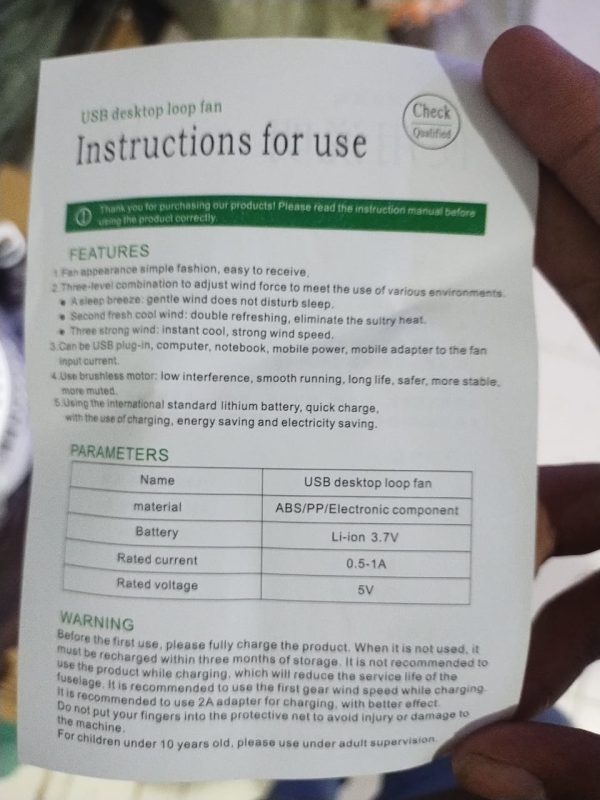 USB desktop loop fan
Instructions for use
Check
Qualified
Thank you for purchasing our products! Please read the instruction manual before
using the product correctly.
FEATURES
1.Fan appearance simple fashion, easy to receive.
2.Three-level combination to adjust wind force to meet the use of various environments.
• A sleep breeze: gentle wind does not disturb sleep.
• Second fresh cool wind: double refreshing, eliminate the sultry heat.
• Three strong wind: instant cool, strong wind speed.
3.Can be USB plug-in, computer, notebook, mobile power, mobile adapter to the fan
input current.
4.Use brushless motor: low interference, smooth running, long life, safer, more stable,
more muted.
5.Using the international standard lithium battery, quick charge,
with the use of charging, energy saving and electricity saving.
PARAMETERS
Name USB desktop loop fan
material ABS/PP/Electronic component
Battery Li-ion 3.7V
Rated current 0.5-1A
Rated voltage 5V
WARNING
Before the first use, please fully charge the product. When it is not used, it
must be recharged within three months of storage. It is not recommended to
use the product while charging, which will reduce the service life of the
fuselage. It is recommended to use the first gear wind speed while charging.
It is recommended to use 2A adapter for charging, with better effect.
Do not put your fingers into the protective net to avoid injury or damage to
the machine.
For children under 10 years old, please use under adult supervision.